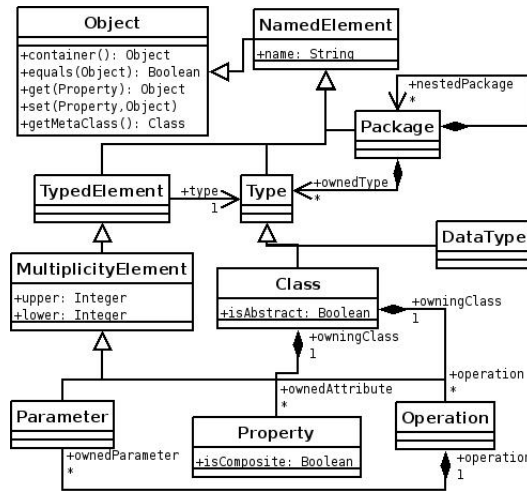 Object
+container(): Object
+equals(Object): Boolean
+get(Property): Object
+set(Property,Object)
+getMetaClass(): Class
NamedElement
+name: String
+nestedPackage
*
Package
TypedElement
+type
1
Type
+ownedType
*
DataType
MultiplicityElement
+upper: Integer
+lower: Integer
Class
+isAbstract: Boolean
+owningClass
1
+owningClass
1
+ownedAttribute
*
+operation
*
Parameter
Property
+isComposite: Boolean
Operation
+ownedParameter
*
+operation
1